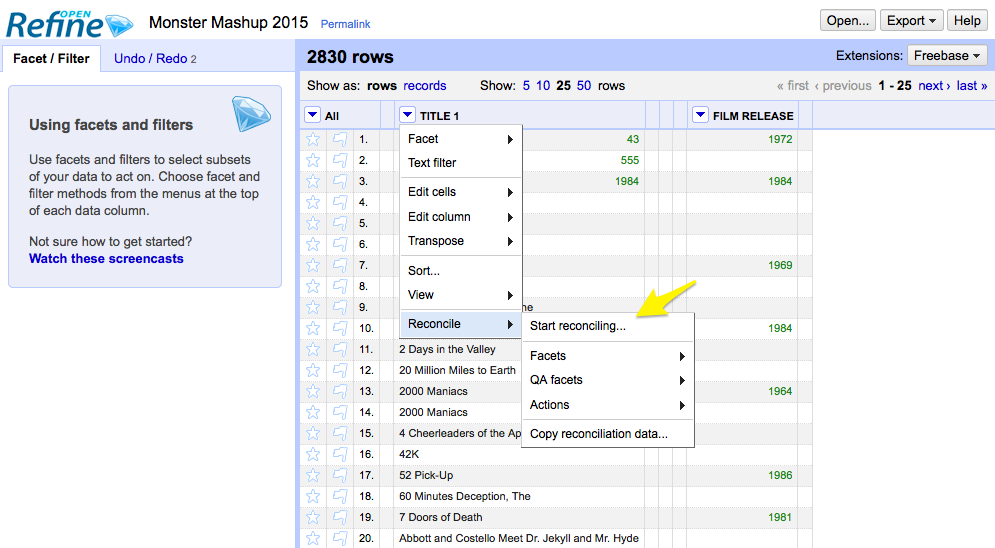 OPEN
Refine Monster Mashup 2015 Permalink Open... Export Help
Facet / Filter Undo / Redo 2
2830 rows Extensions: Freebase
Show as: rows records Show: 5 10 25 50 rows « first ‹ previous 1 - 25 next › last »
Using facets and filters
Use facets and filters to select subsets
of your data to act on. Choose facet and
filter methods from the menus at the top
of each data column.
Not sure how to get started?
Watch these screencasts
All TITLE 1 FILM RELEASE
1. 43 1972
2. 555
3. 1984 1984
4.
5.
6.
7. 1969
8.
9. ne
10. 1984
11. 2 Days in the Valley
12. 20 Million Miles to Earth
13. 2000 Maniacs 1964
14. 2000 Maniacs
15. 4 Cheerleaders of the Ap
16. 42K
17. 52 Pick-Up 1986
18. 60 Minutes Deception, The
19. 7 Doors of Death 1981
20. Abbott and Costello Meet Dr. Jekyll and Mr. Hyde
Facet
Text filter
Edit cells
Edit column
Transpose
Sort...
View
Reconcile
Start reconciling...
Facets
QA facets
Actions
Copy reconciliation data...